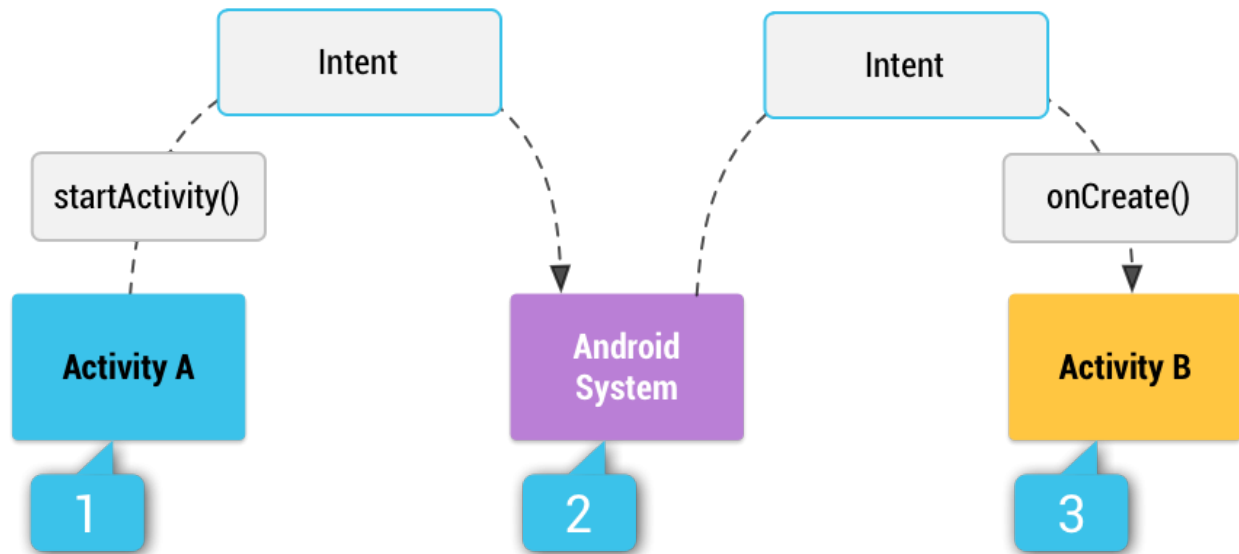 Intent
Intent
startActivity()
onCreate()
Activity A
Android
System
Activity B
1
2
3